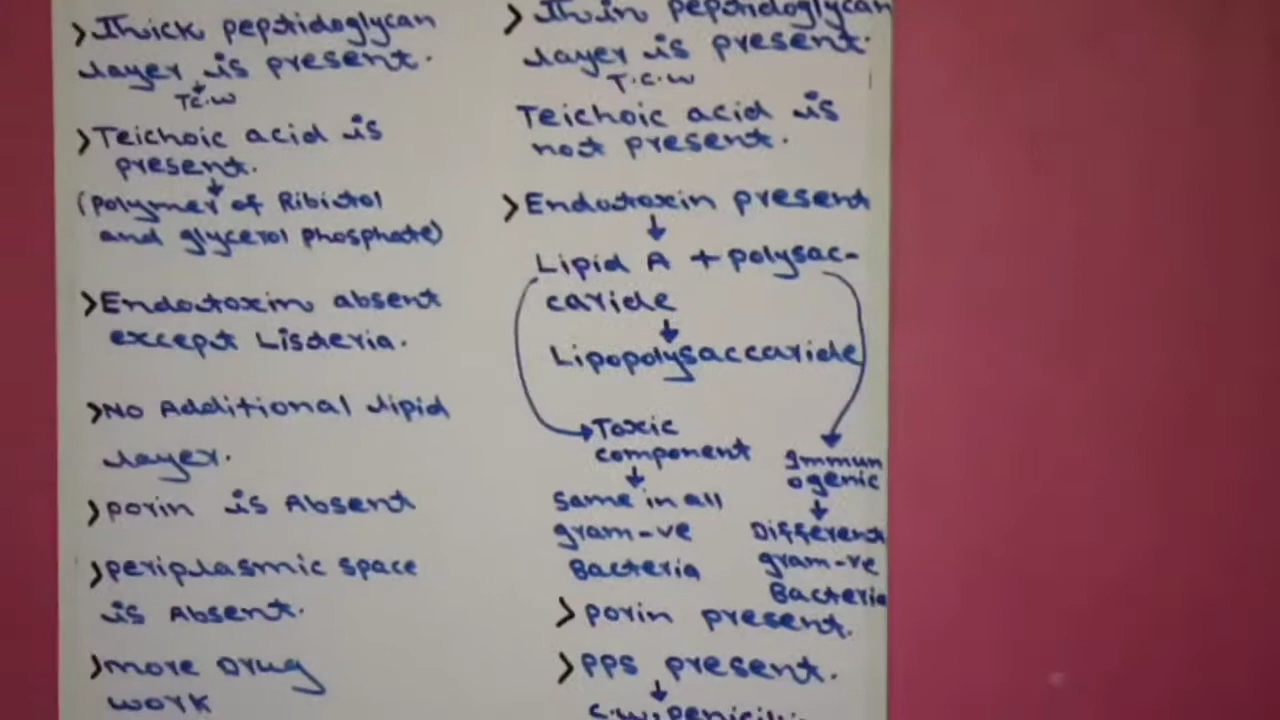 > Thick peptidoglycan
layer is present.
T.C.W
> Teichoic acid is
present.
(polymer of Ribitol
and glycerol phosphate)
> Endotoxin absent
except Listeria.
> No Additional lipid
layer.
> porin is Absent
> periplasmic space
is Absent.
> more Drug
work
> Thin peptidoglycan
layer is present.
T.C.W
Teichoic acid is
not present.
> Endotoxin present
Lipid A + polysac-
caride
Lipopolysaccaride
Toxic
component
same in all
gram-ve
Bacteria
Immun
ogenic
Different
gram-ve
Bacteria
> porin present.
> PPS present.